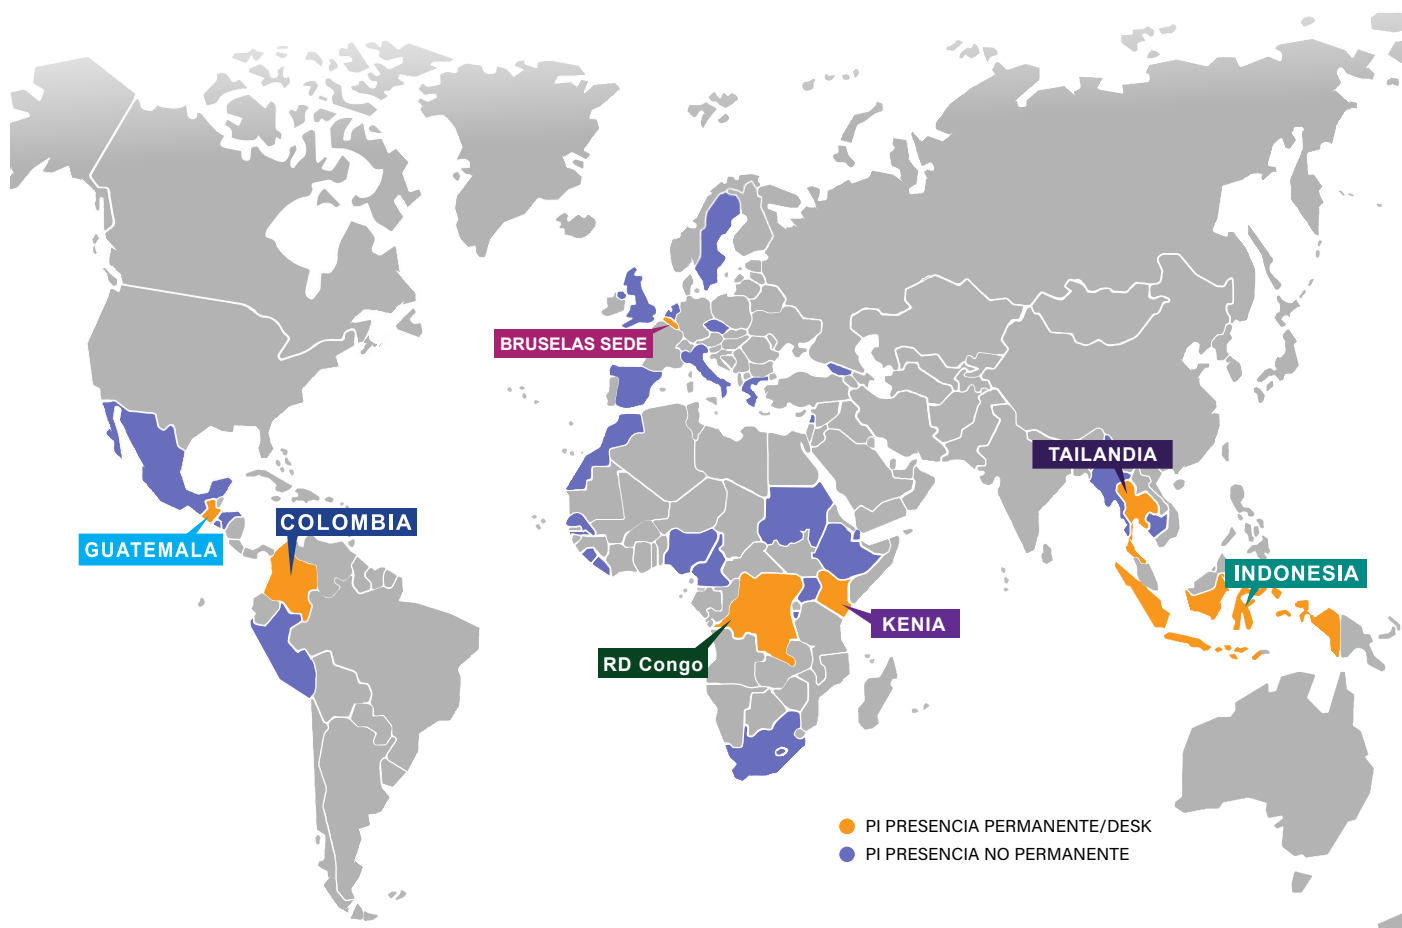 BRUSELAS SEDE
TAILANDIA
COLOMBIA
GUATEMALA
INDONESIA
KENIA
RD Congo
PI PRESENCIA PERMANENTE/DESK
PI PRESENCIA NO PERMANENTE